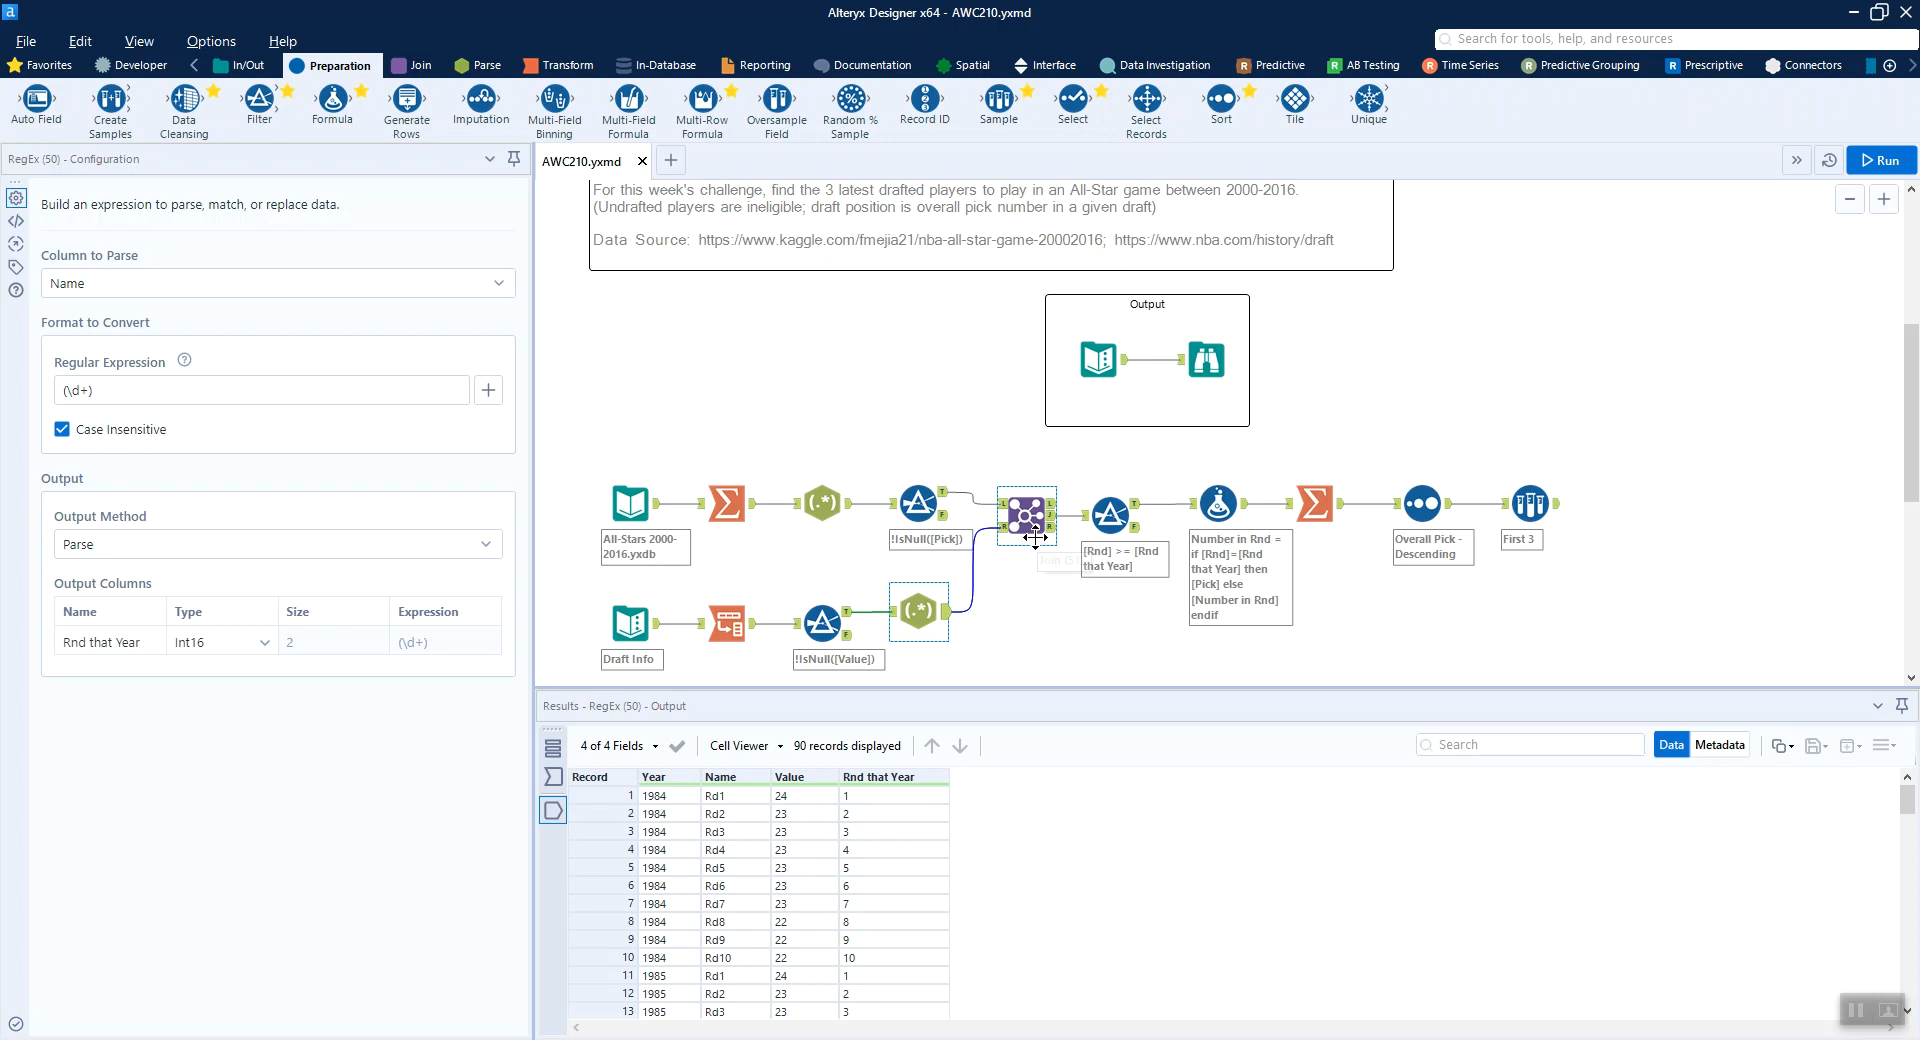 Alteryx Designer x64 - AWC210.yxmd
File Edit View Options Help
Search for tools, help, and resources
Favorites Developer In/Out Preparation Join Parse Transform In-Database Reporting Documentation Spatial Interface Data Investigation Predictive AB Testing Time Series Predictive Grouping Prescriptive Connectors
Auto Field
Create Samples
Data Cleansing
Filter
Formula
Generate Rows
Imputation
Multi-Field Binning
Multi-Field Formula
Multi-Row Formula
Oversample Field
Random % Sample
Record ID
Sample
Select
Select Records
Sort
Tile
Unique
RegEx (50) - Configuration
AWC210.yxmd
Run
Build an expression to parse, match, or replace data.
Column to Parse
Name
Format to Convert
Regular Expression
(\d+)
Case Insensitive
Output
Output Method
Parse
Output Columns
Name Type Size Expression
Rnd that Year Int16 2 (\d+)
For this week's challenge, find the 3 latest drafted players to play in an All-Star game between 2000-2016.
(Undrafted players are ineligible; draft position is overall pick number in a given draft)
Data Source: https://www.kaggle.com/fmejia21/nba-all-star-game-20002016; https://www.nba.com/history/draft
Output
All-Stars 2000-
2016.yxdb
(.*)
!IsNull([Pick])
T
F
L
R
L
J
R
[Rnd] >= [Rnd
that Year]
T
F
Number in Rnd =
if [Rnd]=[Rnd
that Year] then
[Pick] else
[Number in Rnd]
endif
Overall Pick -
Descending
First 3
Draft Info
!IsNull([Value])
T
F
(.*)
Results - RegEx (50) - Output
4 of 4 Fields Cell Viewer 90 records displayed Search Data Metadata
Record Year Name Value Rnd that Year
1 1984 Rd1 24 1
2 1984 Rd2 23 2
3 1984 Rd3 23 3
4 1984 Rd4 23 4
5 1984 Rd5 23 5
6 1984 Rd6 23 6
7 1984 Rd7 23 7
8 1984 Rd8 22 8
9 1984 Rd9 22 9
10 1984 Rd10 22 10
11 1985 Rd1 24 1
12 1985 Rd2 23 2
13 1985 Rd3 23 3